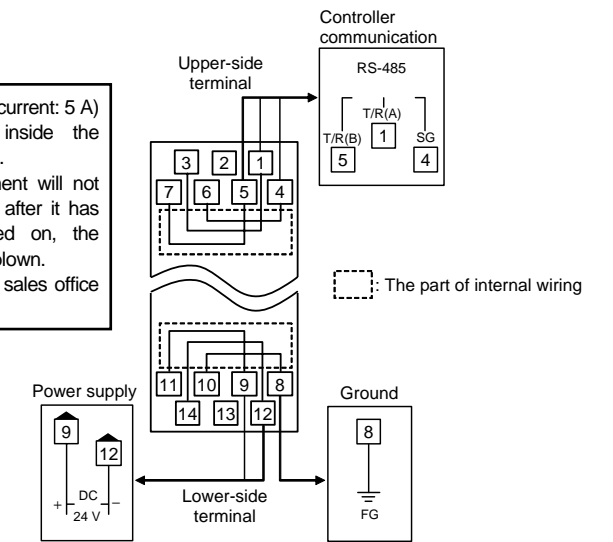 Controller
communication
RS-485
T/R(A)
T/R(B) 1 SG
5 4
Upper-side
terminal
current: 5 A)
inside the
.
ment will not
after it has
ed on, the
blown.
sales office
3 2 1
7 6 5 4
: The part of internal wiring
11 10 9 8
14 13 12
Power supply
9
12
DC
+ −
24 V
Lower-side
terminal
Ground
8
FG